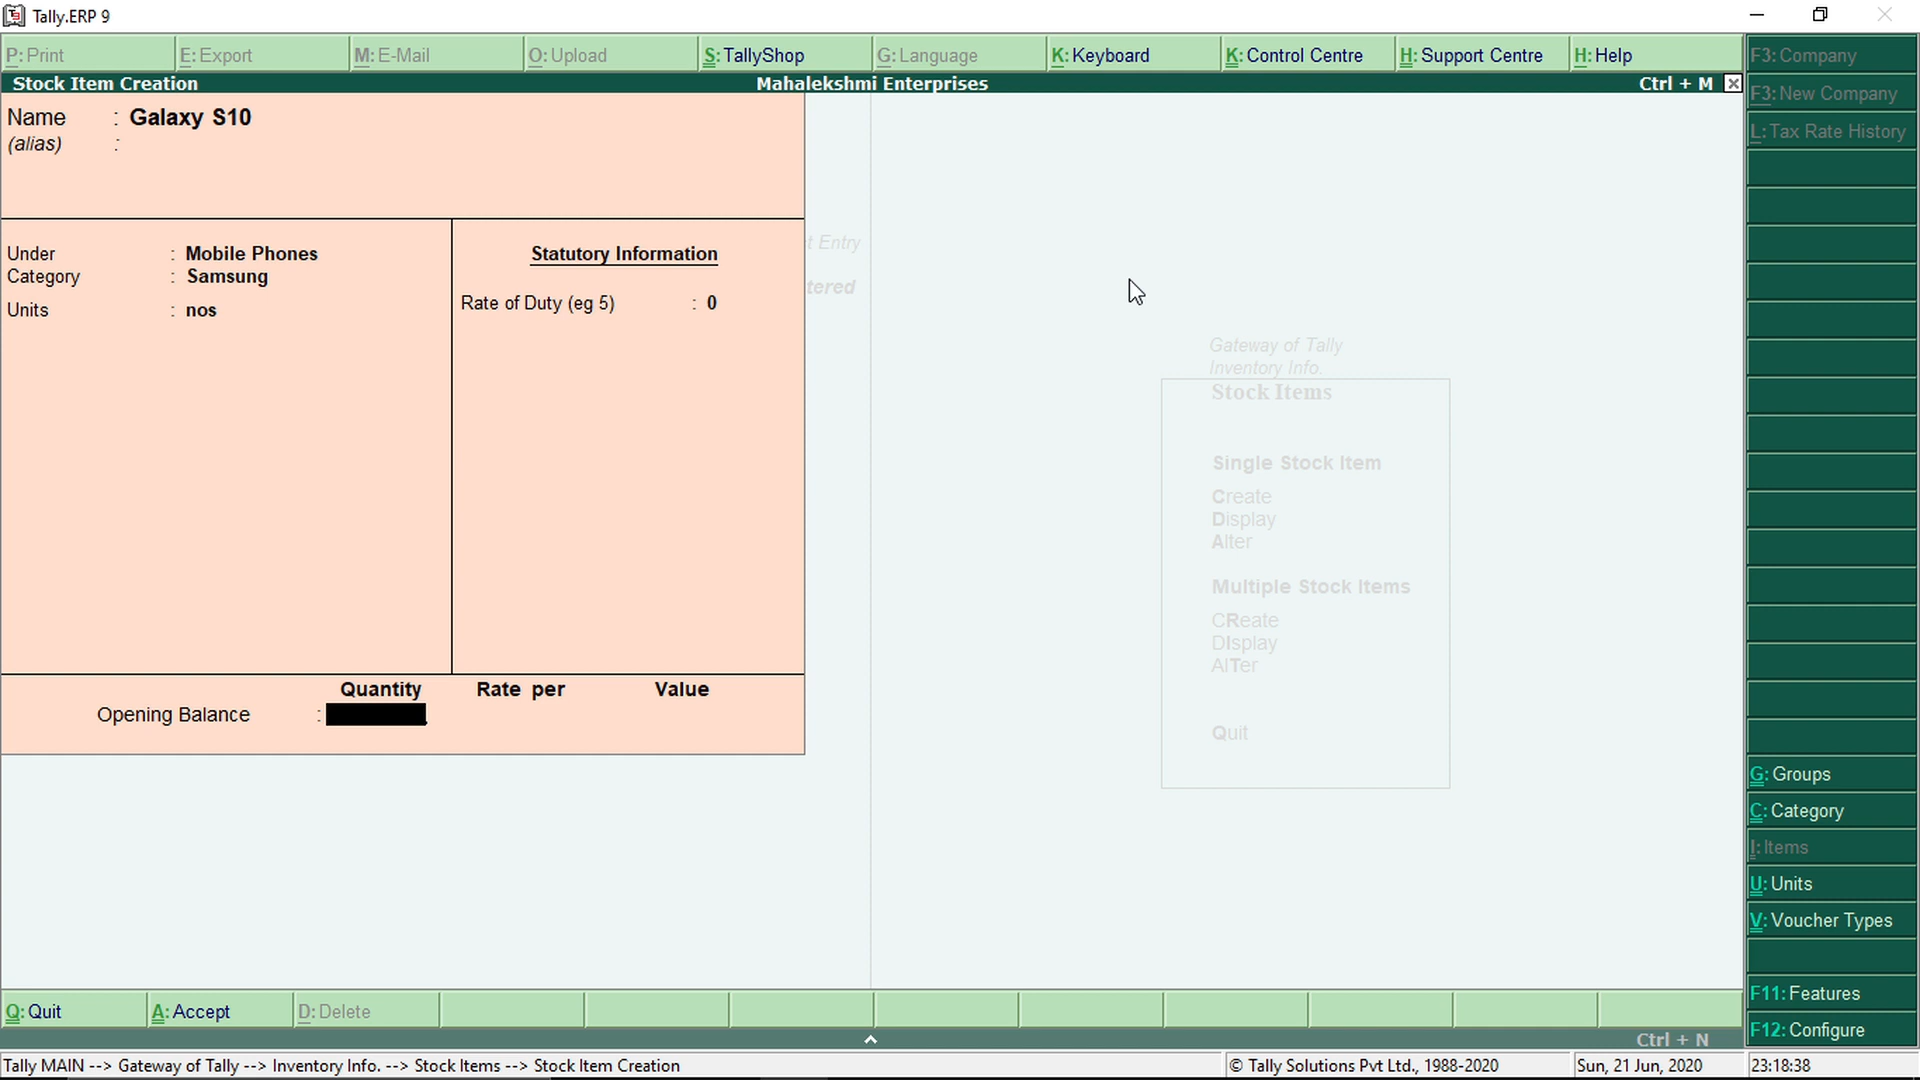 Tally.ERP 9
P: Print E: Export M: E-Mail O: Upload S: TallyShop G: Language K: Keyboard K: Control Centre H: Support Centre H: Help
F3: Company
Stock Item Creation Mahalekshmi Enterprises Ctrl + M
F3: New Company
L: Tax Rate History
Name : Galaxy S10
(alias) :
Under : Mobile Phones
Category : Samsung
Units : nos
Statutory Information
Rate of Duty (eg 5) : 0
t Entry
tered
Gateway of Tally
Inventory Info.
Stock Items
Single Stock Item
Create
Display
Alter
Multiple Stock Items
CReate
DIsplay
AlTer
Quit
Quantity Rate per Value
Opening Balance :
G: Groups
C: Category
I: Items
U: Units
V: Voucher Types
F11: Features
F12: Configure
Q: Quit A: Accept D: Delete
Ctrl + N
Tally MAIN --> Gateway of Tally --> Inventory Info. --> Stock Items --> Stock Item Creation © Tally Solutions Pvt Ltd., 1988-2020 Sun, 21 Jun, 2020 23:18:38